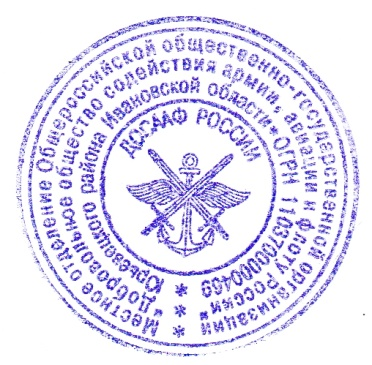 Местное отделение Общероссийской общественно-государственной организации
"Добровольное общество содействия армии, авиации и флоту России"
Юрьевецкого района Ивановской области * ОГРН
ДОСААФ РОССИИ
* * *